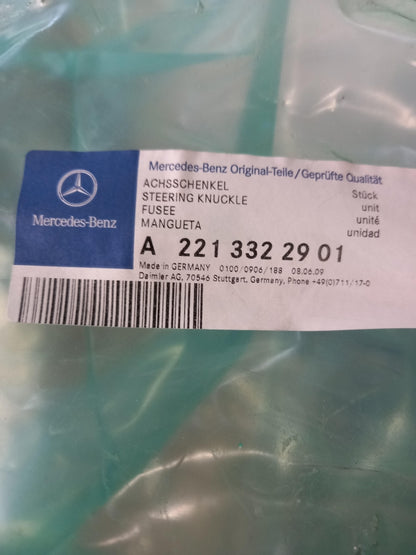 Mercedes-Benz
Mercedes-Benz Original-Teile/Geprüfte Qualität
ACHSSCHENKEL Stück
STEERING KNUCKLE unit
FUSEE unité
MANGUETA unidad
A 221 332 29 01
Made in GERMANY 0100/0906/188 08.06.09
Daimler AG, 70546 Stuttgart, Germany, Phone +49(0)711/17-0